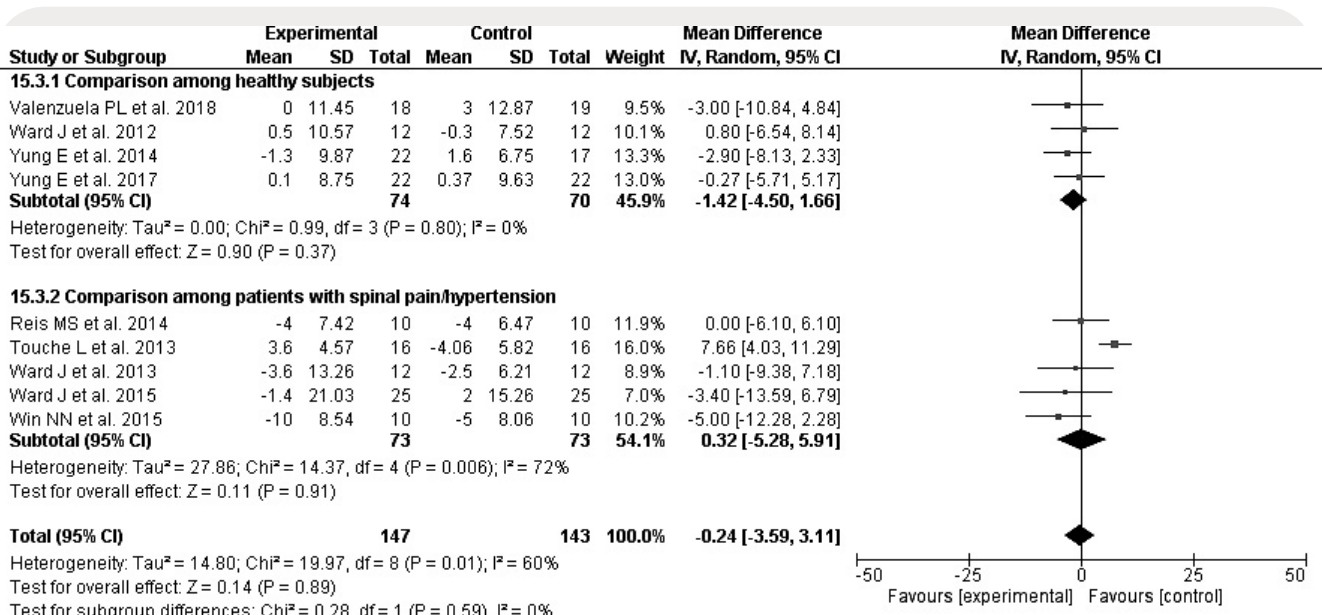 Experimental Control Mean Difference Mean Difference
Study or Subgroup Mean SD Total Mean SD Total Weight IV, Random, 95% CI IV, Random, 95% CI
15.3.1 Comparison among healthy subjects
Valenzuela PL et al. 2018 0 11.45 18 3 12.87 19 9.5% -3.00 [-10.84, 4.84]
Ward J et al. 2012 0.5 10.57 12 -0.3 7.52 12 10.1% 0.80 [-6.54, 8.14]
Yung E et al. 2014 -1.3 9.87 22 1.6 6.75 17 13.3% -2.90 [-8.13, 2.33]
Yung E et al. 2017 0.1 8.75 22 0.37 9.63 22 13.0% -0.27 [-5.71, 5.17]
Subtotal (95% CI) 74 70 45.9% -1.42 [-4.50, 1.66]
Heterogeneity: Tau² = 0.00; Chi² = 0.99, df = 3 (P = 0.80); I² = 0%
Test for overall effect: Z = 0.90 (P = 0.37)
15.3.2 Comparison among patients with spinal pain/hypertension
Reis MS et al. 2014 -4 7.42 10 -4 6.47 10 11.9% 0.00 [-6.10, 6.10]
Touche L et al. 2013 3.6 4.57 16 -4.06 5.82 16 16.0% 7.66 [4.03, 11.29]
Ward J et al. 2013 -3.6 13.26 12 -2.5 6.21 12 8.9% -1.10 [-9.38, 7.18]
Ward J et al. 2015 -1.4 21.03 25 2 15.26 25 7.0% -3.40 [-13.59, 6.79]
Win NN et al. 2015 -10 8.54 10 -5 8.06 10 10.2% -5.00 [-12.28, 2.28]
Subtotal (95% CI) 73 73 54.1% 0.32 [-5.28, 5.91]
Heterogeneity: Tau² = 27.86; Chi² = 14.37, df = 4 (P = 0.006); I² = 72%
Test for overall effect: Z = 0.11 (P = 0.91)
Total (95% CI) 147 143 100.0% -0.24 [-3.59, 3.11]
Heterogeneity: Tau² = 14.80; Chi² = 19.97, df = 8 (P = 0.01); I² = 60%
Test for overall effect: Z = 0.14 (P = 0.89)
Test for subgroup differences: Chi² = 0.28, df = 1 (P = 0.59), I² = 0%
-50 -25 0 25 50
Favours [experimental] Favours [control]